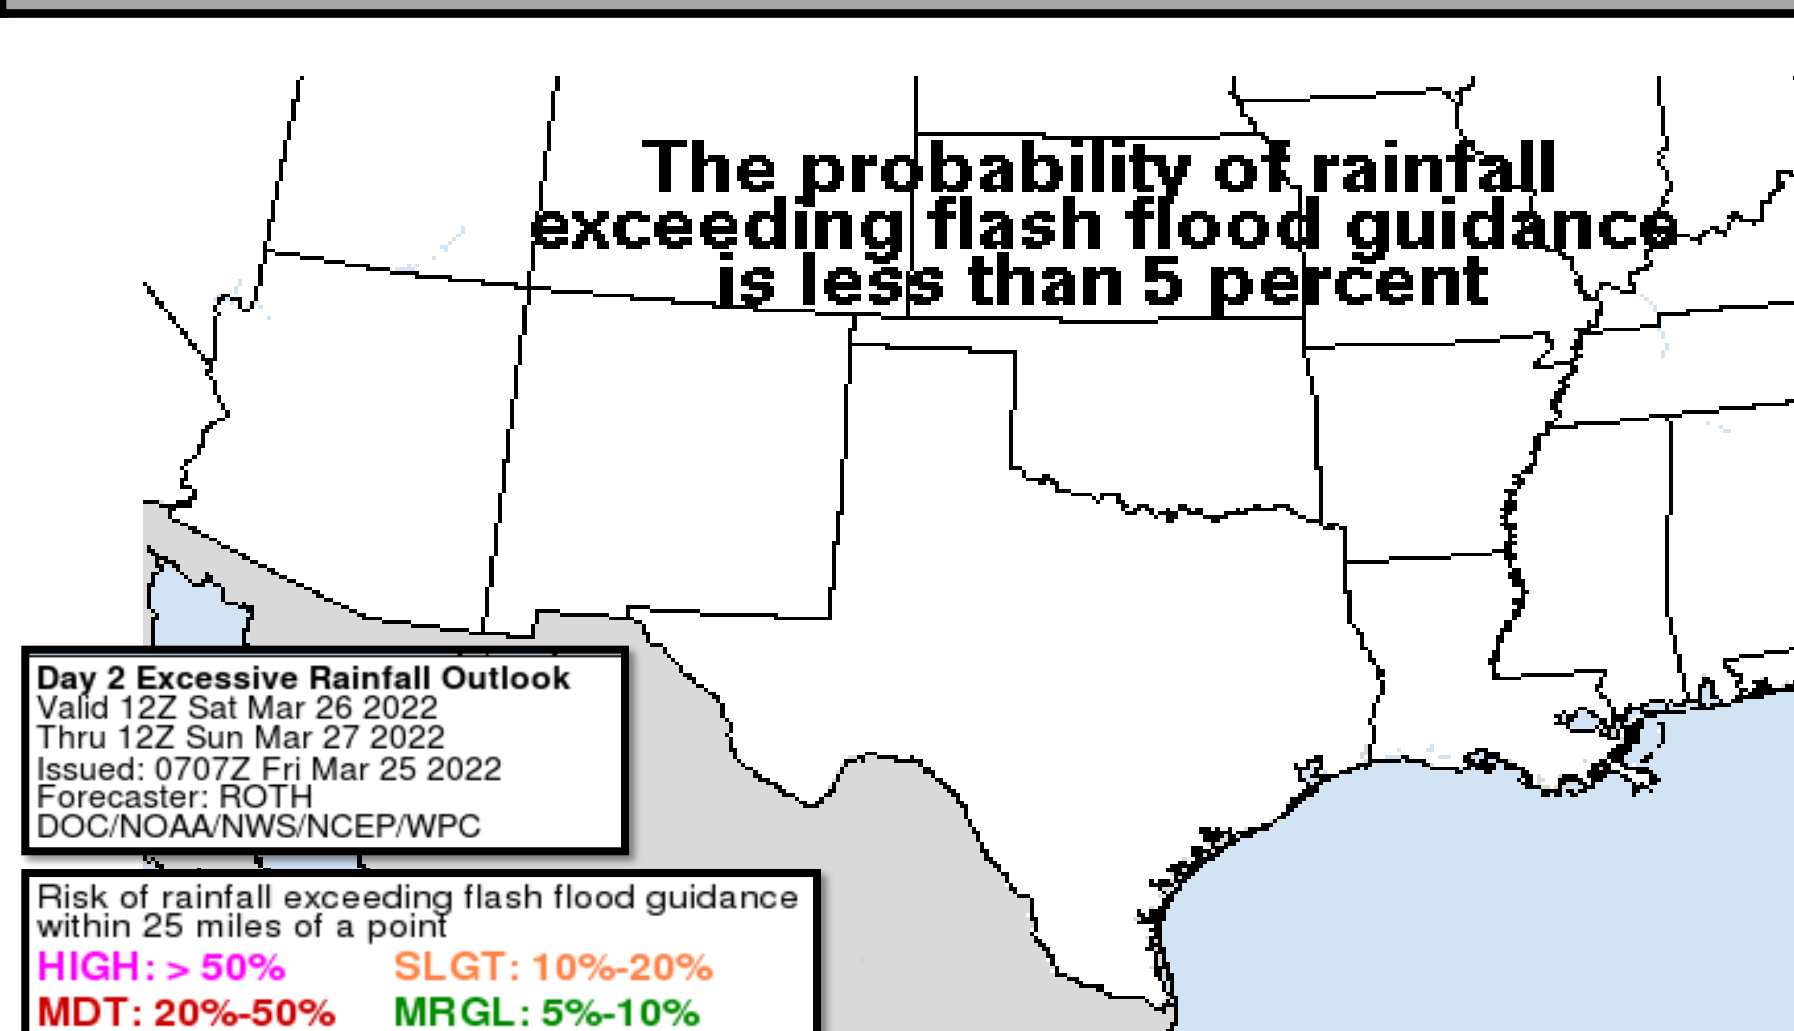 The probability of rainfall
exceeding flash flood guidance
is less than 5 percent
Day 2 Excessive Rainfall Outlook
Valid 12Z Sat Mar 26 2022
Thru 12Z Sun Mar 27 2022
Issued: 0707Z Fri Mar 25 2022
Forecaster: ROTH
DOC/NOAA/NWS/NCEP/WPC
Risk of rainfall exceeding flash flood guidance
within 25 miles of a point
HIGH: > 50% SLGT: 10%-20%
MDT: 20%-50% MRGL: 5%-10%